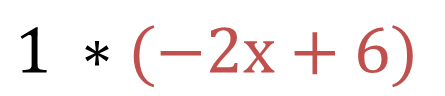 1 * (−2x + 6)